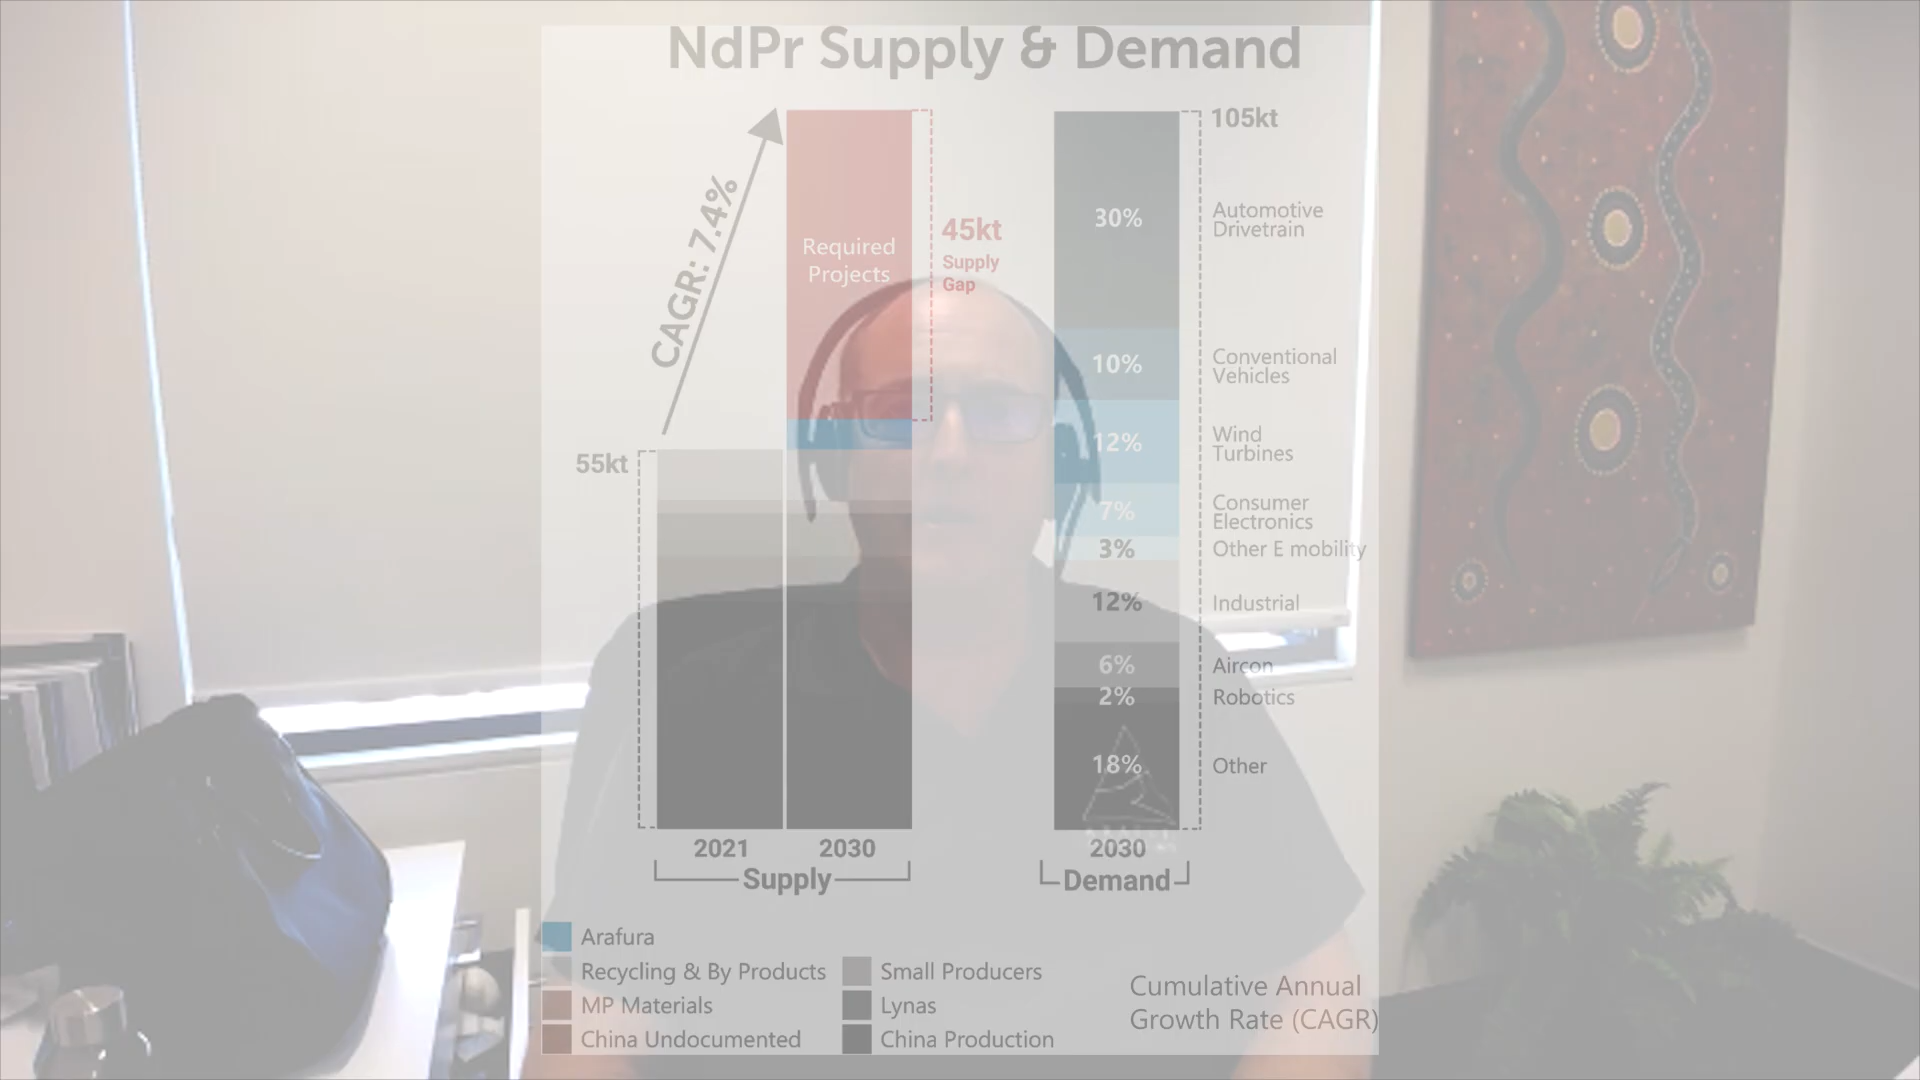 NdPr Supply & Demand
CAGR: 7.4%
Required
Projects
45kt
Supply
Gap
55kt
2021
2030
Supply
105kt
30%
Automotive
Drivetrain
10%
Conventional
Vehicles
12%
Wind
Turbines
7%
Consumer
Electronics
3%
Other E mobility
12%
Industrial
6%
Aircon
2%
Robotics
18%
Other
2030
Demand
Arafura
Recycling & By Products
MP Materials
China Undocumented
Small Producers
Lynas
China Production
Cumulative Annual
Growth Rate (CAGR)